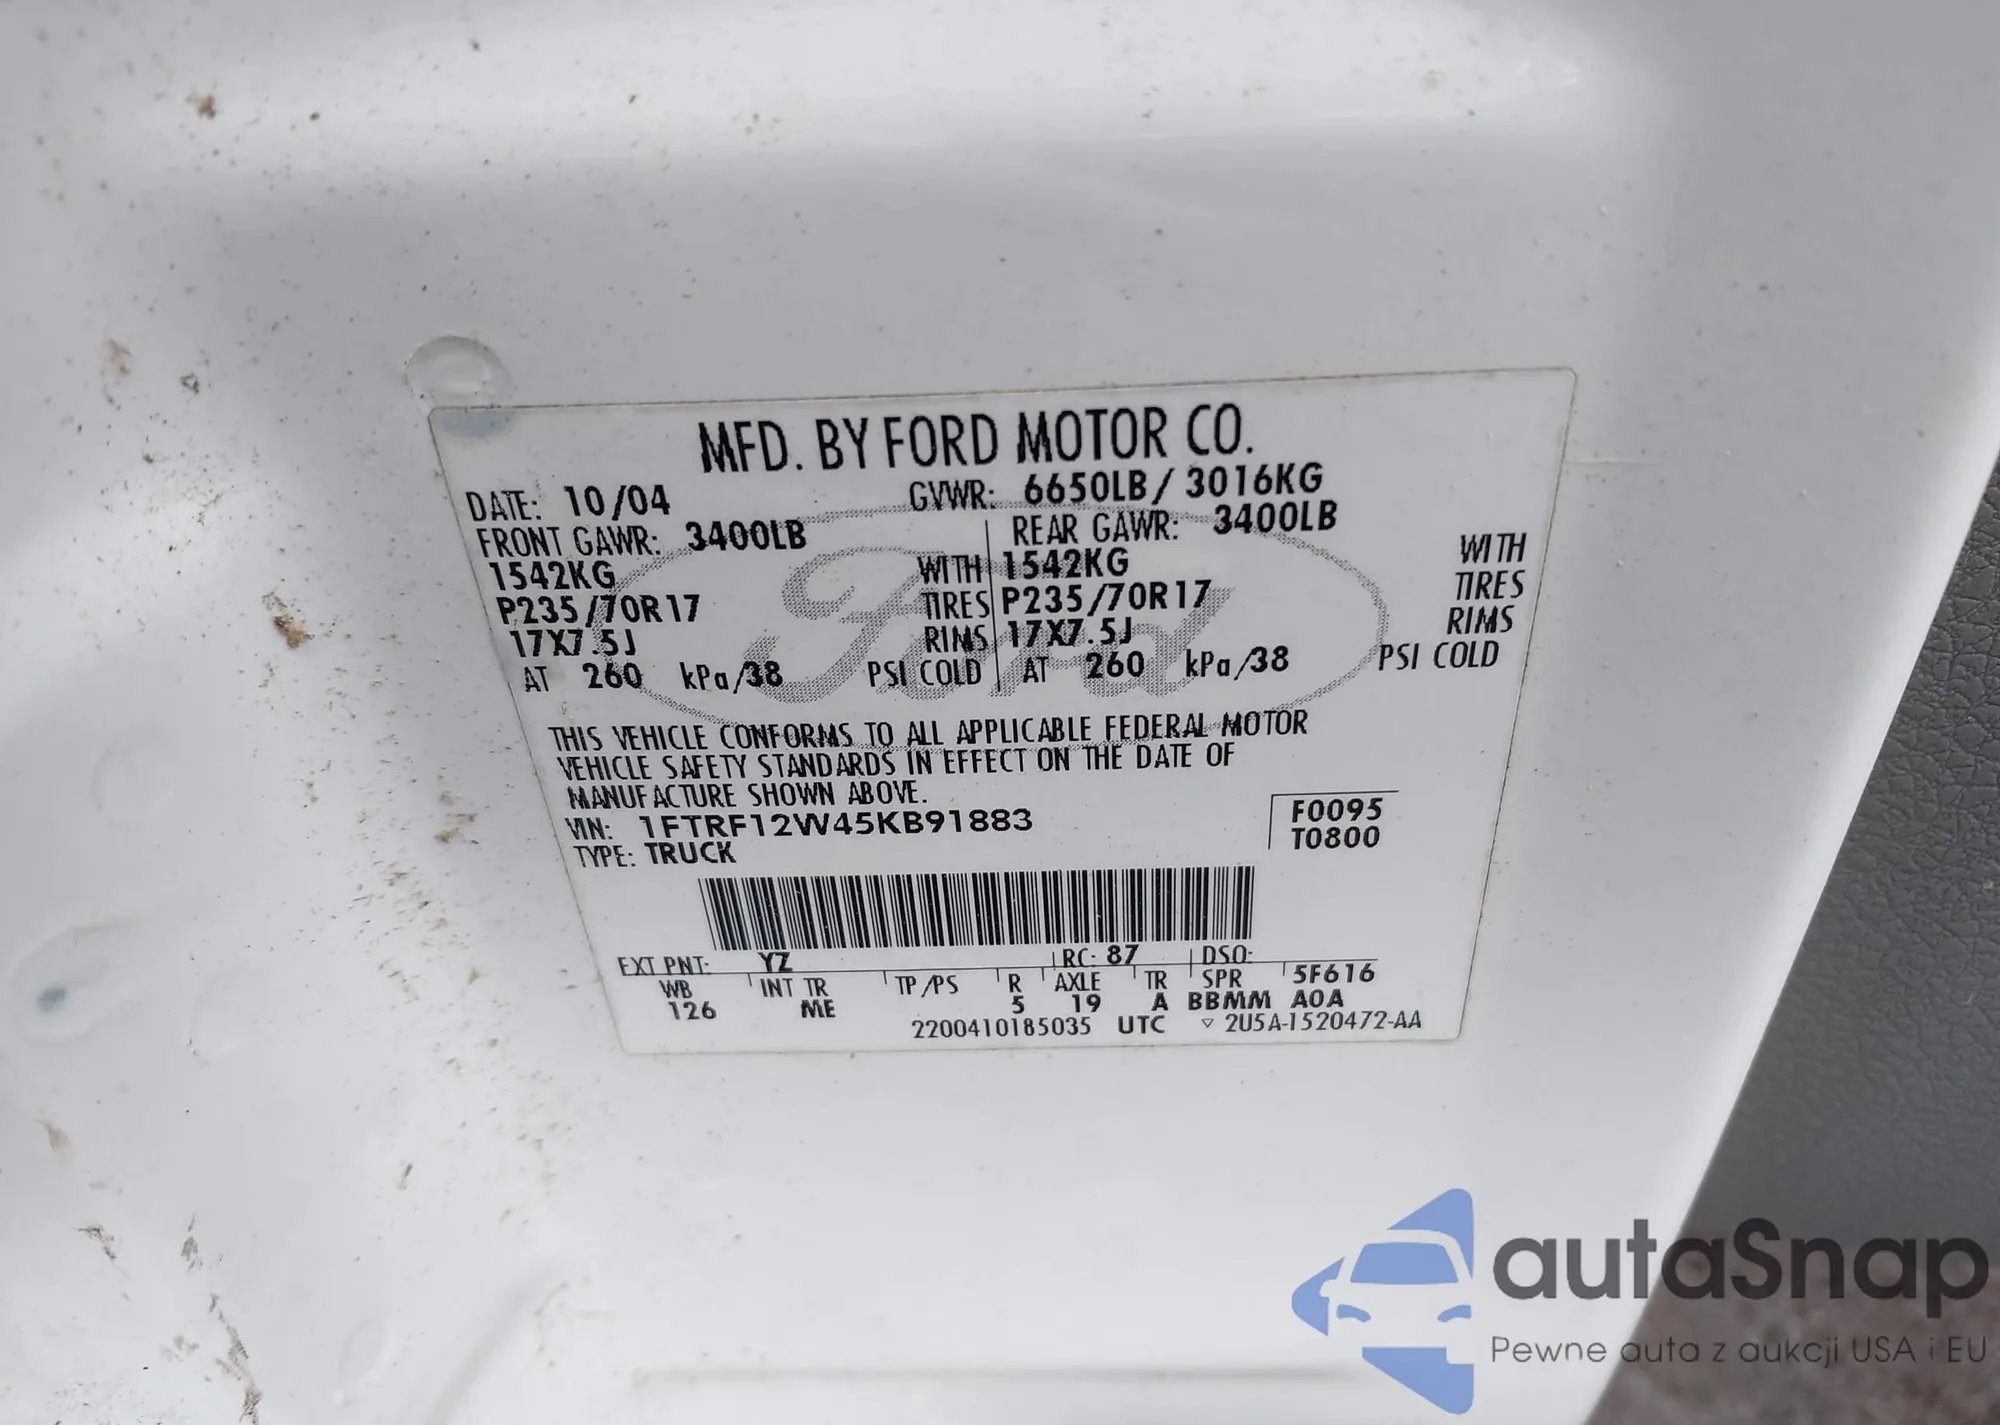 MFD. BY FORD MOTOR CO.
DATE: 10/04 GVWR: 6650LB / 3016KG
FRONT GAWR: 3400LB REAR GAWR: 3400LB
1542KG WITH 1542KG WITH
P235/70R17 TIRES P235/70R17 TIRES
17X7.5J RIMS 17X7.5J RIMS
AT 260 kPa/38 PSI COLD AT 260 kPa/38 PSI COLD
THIS VEHICLE CONFORMS TO ALL APPLICABLE FEDERAL MOTOR
VEHICLE SAFETY STANDARDS IN EFFECT ON THE DATE OF
MANUFACTURE SHOWN ABOVE.
VIN: 1FTRF12W45KB91883 F0095
TYPE: TRUCK T0800
EXT PNT: YZ RC: 87 DSO:
WB INT TR TP/PS R AXLE TR SPR 5F616
126 ME 5 19 A BBMM A0A
2200410185035 UTC ▽ 2U5A-1520472-AA
Ford
autaSnap
Pewne auta z aukcji USA i EU